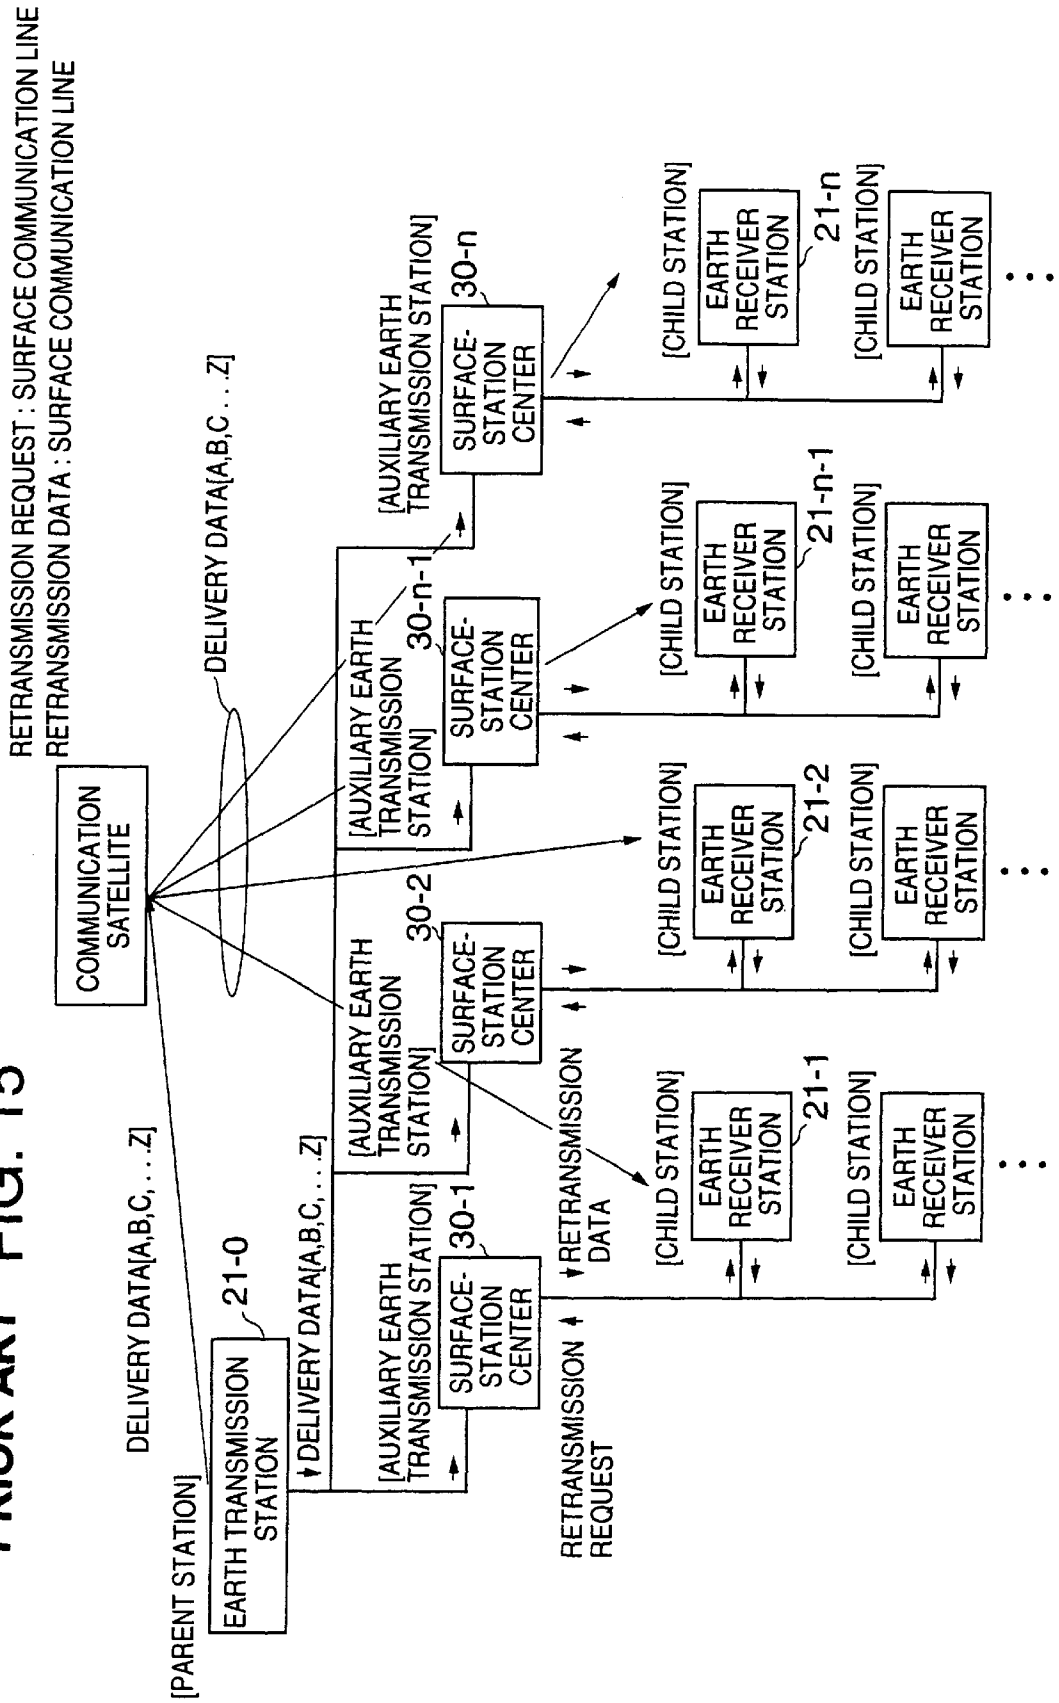 PRIOR ART FIG. 15
RETRANSMISSION REQUEST : SURFACE COMMUNICATION LINE
RETRANSMISSION DATA : SURFACE COMMUNICATION LINE
COMMUNICATION
SATELLITE
DELIVERY DATA[A,B,C,...Z]
DELIVERY DATA[A,B,C...Z]
[PARENT STATION]
21-0
EARTH TRANSMISSION
STATION
DELIVERY DATA[A,B,C,...Z]
[AUXILIARY EARTH
TRANSMISSION STATION]
30-1
SURFACE-
STATION
CENTER
[AUXILIARY EARTH
TRANSMISSION
STATION]
30-2
SURFACE-
STATION
CENTER
[AUXILIARY EARTH
TRANSMISSION
STATION]
30-n-1
SURFACE-
STATION
CENTER
[AUXILIARY EARTH
TRANSMISSION STATION]
30-n
SURFACE-
STATION
CENTER
RETRANSMISSION
REQUEST
RETRANSMISSION
DATA
[CHILD STATION]
EARTH
RECEIVER
STATION
21-1
[CHILD STATION]
EARTH
RECEIVER
STATION
21-2
[CHILD STATION]
EARTH
RECEIVER
STATION
21-n-1
[CHILD STATION]
EARTH
RECEIVER
STATION
21-n
[CHILD STATION]
EARTH
RECEIVER
STATION
[CHILD STATION]
EARTH
RECEIVER
STATION
[CHILD STATION]
EARTH
RECEIVER
STATION
[CHILD STATION]
EARTH
RECEIVER
STATION